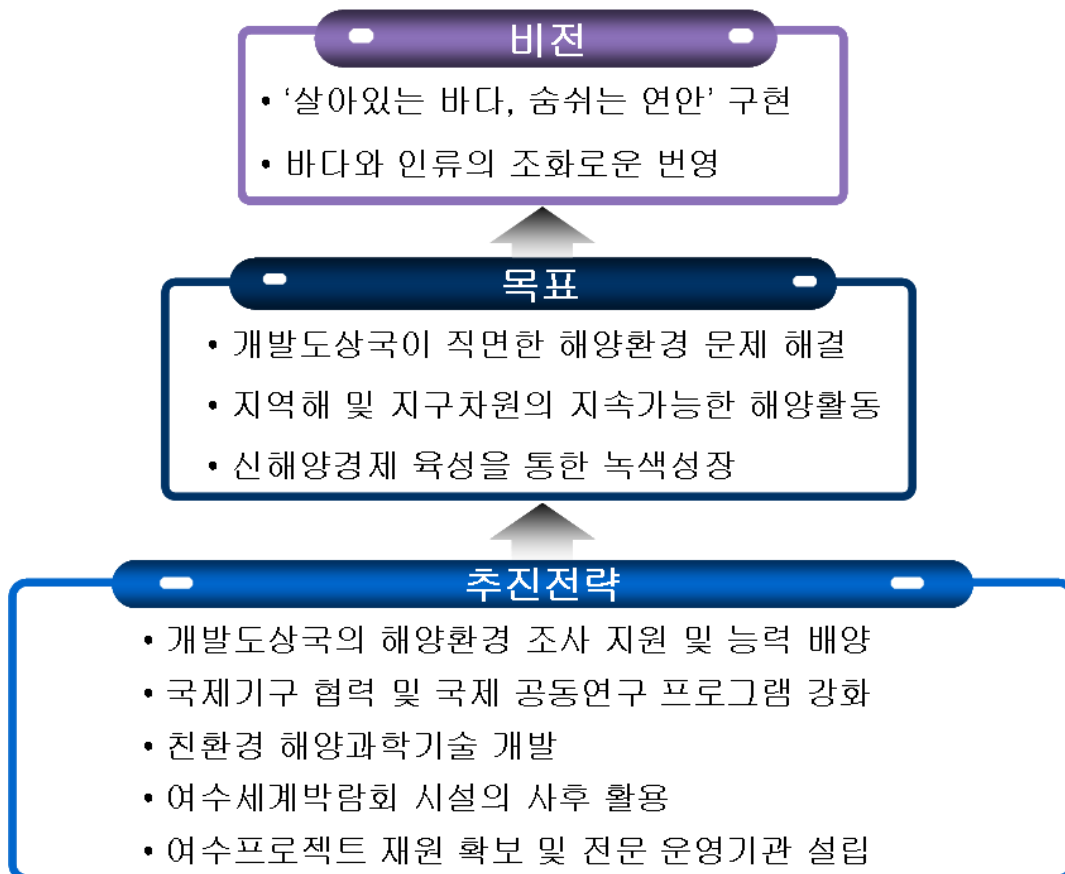 비전
• ‘살아있는 바다, 숨쉬는 연안’ 구현
• 바다와 인류의 조화로운 번영
목표
• 개발도상국이 직면한 해양환경 문제 해결
• 지역해 및 지구차원의 지속가능한 해양활동
• 신해양경제 육성을 통한 녹색성장
추진전략
• 개발도상국의 해양환경 조사 지원 및 능력 배양
• 국제기구 협력 및 국제 공동연구 프로그램 강화
• 친환경 해양과학기술 개발
• 여수세계박람회 시설의 사후 활용
• 여수프로젝트 재원 확보 및 전문 운영기관 설립